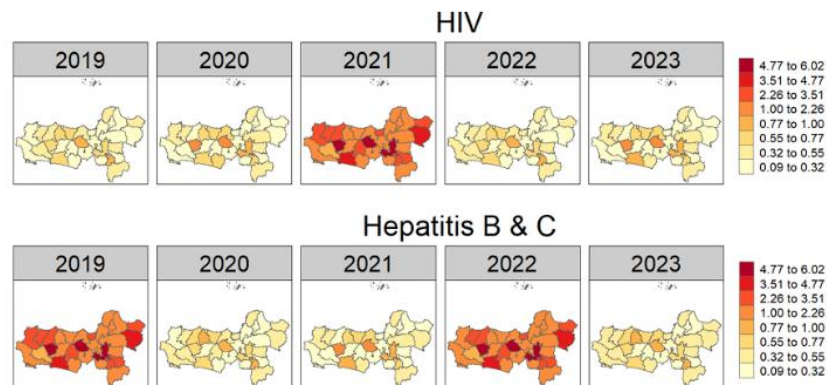 HIV
2019 2020 2021 2022 2023
4.77 to 6.02
3.51 to 4.77
2.26 to 3.51
1.00 to 2.26
0.77 to 1.00
0.55 to 0.77
0.32 to 0.55
0.09 to 0.32
Hepatitis B & C
2019 2020 2021 2022 2023
4.77 to 6.02
3.51 to 4.77
2.26 to 3.51
1.00 to 2.26
0.77 to 1.00
0.55 to 0.77
0.32 to 0.55
0.09 to 0.32